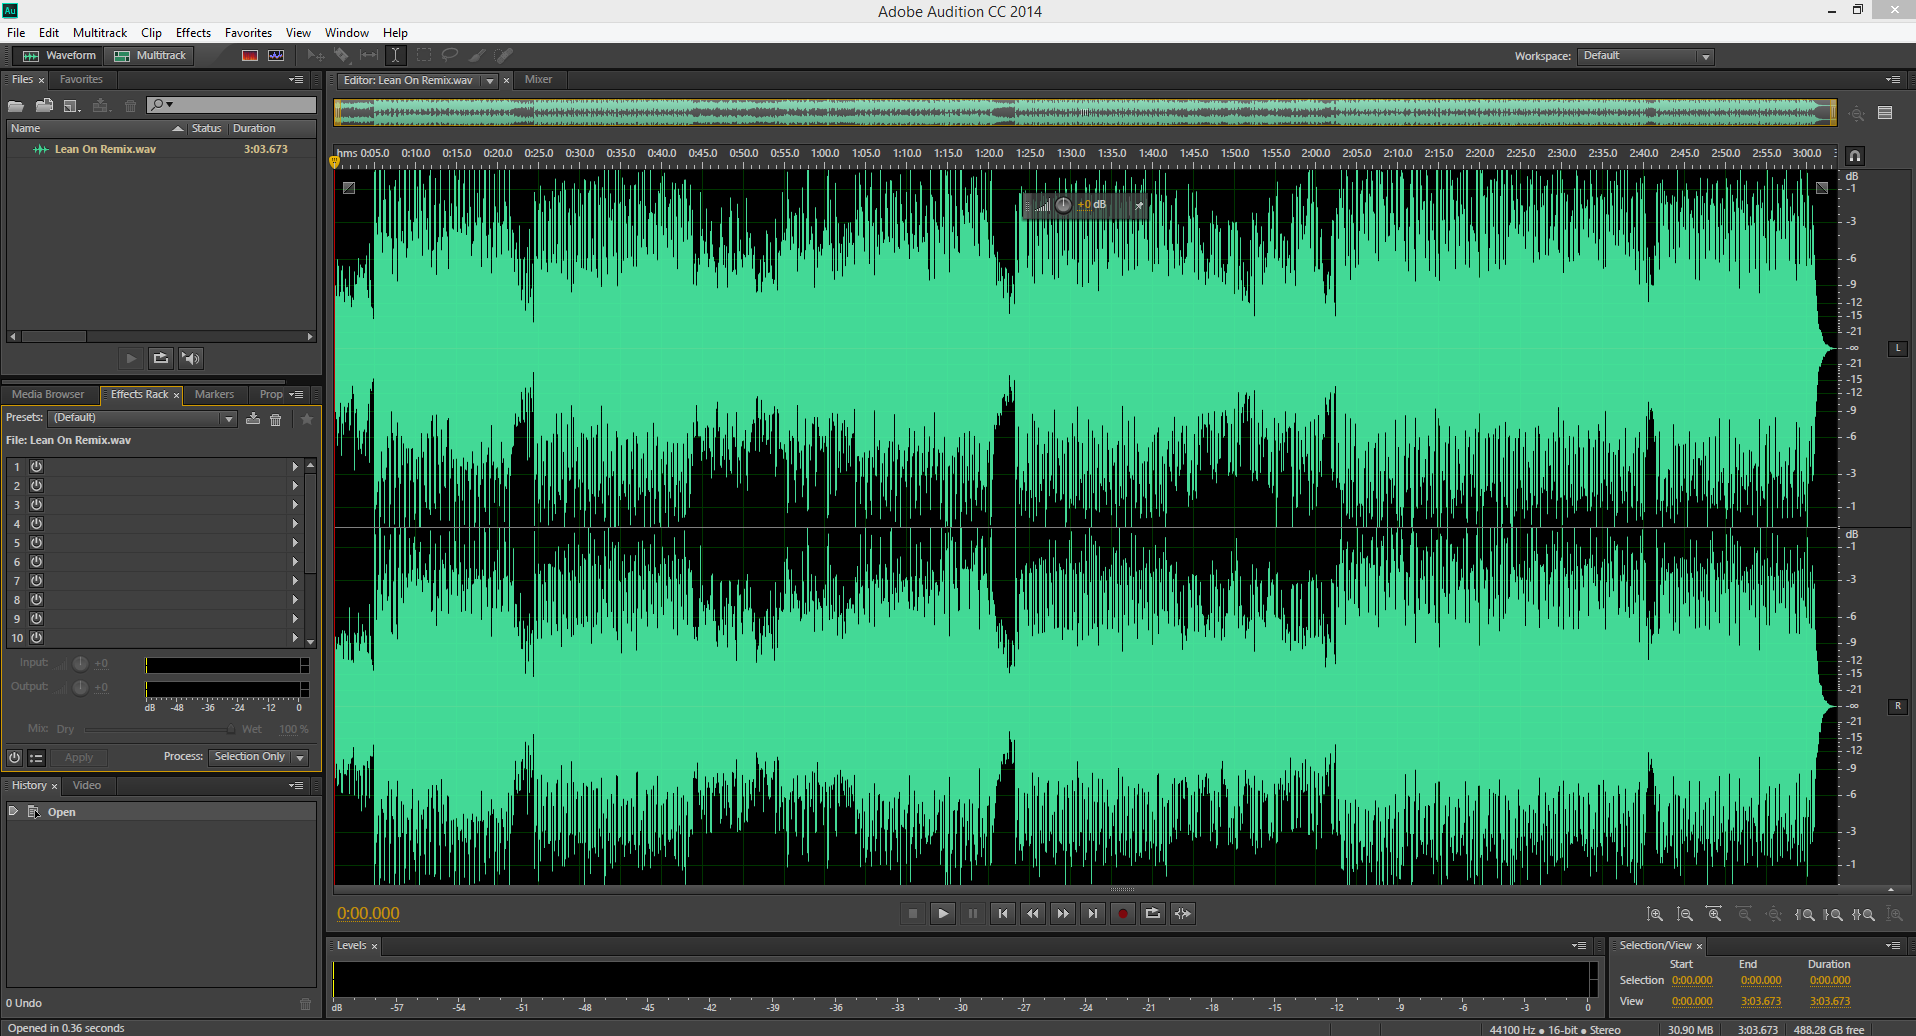 Au Adobe Audition CC 2014
File Edit Multitrack Clip Effects Favorites View Window Help
Waveform Multitrack Workspace: Default
Files Favorites
Name Status Duration
Lean On Remix.wav 3:03.673
Editor: Lean On Remix.wav Mixer
hms 0:05.0 0:10.0 0:15.0 0:20.0 0:25.0 0:30.0 0:35.0 0:40.0 0:45.0 0:50.0 0:55.0 1:00.0 1:05.0 1:10.0 1:15.0 1:20.0 1:25.0 1:30.0 1:35.0 1:40.0 1:45.0 1:50.0 1:55.0 2:00.0 2:05.0 2:10.0 2:15.0 2:20.0 2:25.0 2:30.0 2:35.0 2:40.0 2:45.0 2:50.0 2:55.0 3:00.0
+0 dB
dB
-1
-3
-6
-9
-12
-15
-21
-∞
-21
-15
-12
-9
-6
-3
-1
L
dB
-1
-3
-6
-9
-12
-15
-21
-∞
-21
-15
-12
-9
-6
-3
-1
R
Media Browser Effects Rack Markers Prop
Presets: (Default)
File: Lean On Remix.wav
1
2
3
4
5
6
7
8
9
10
Input: +0
Output: +0
dB -48 -36 -24 -12 0
Mix: Dry Wet 100 %
Apply Process: Selection Only
History Video
Open
0 Undo
Opened in 0.36 seconds
0:00.000
Levels
dB -57 -54 -51 -48 -45 -42 -39 -36 -33 -30 -27 -24 -21 -18 -15 -12 -9 -6 -3 0
Selection/View
Start End Duration
Selection 0:00.000 0:00.000 0:00.000
View 0:00.000 3:03.673 3:03.673
44100 Hz ● 16-bit ● Stereo 30.90 MB 3:03.673 488.28 GB free